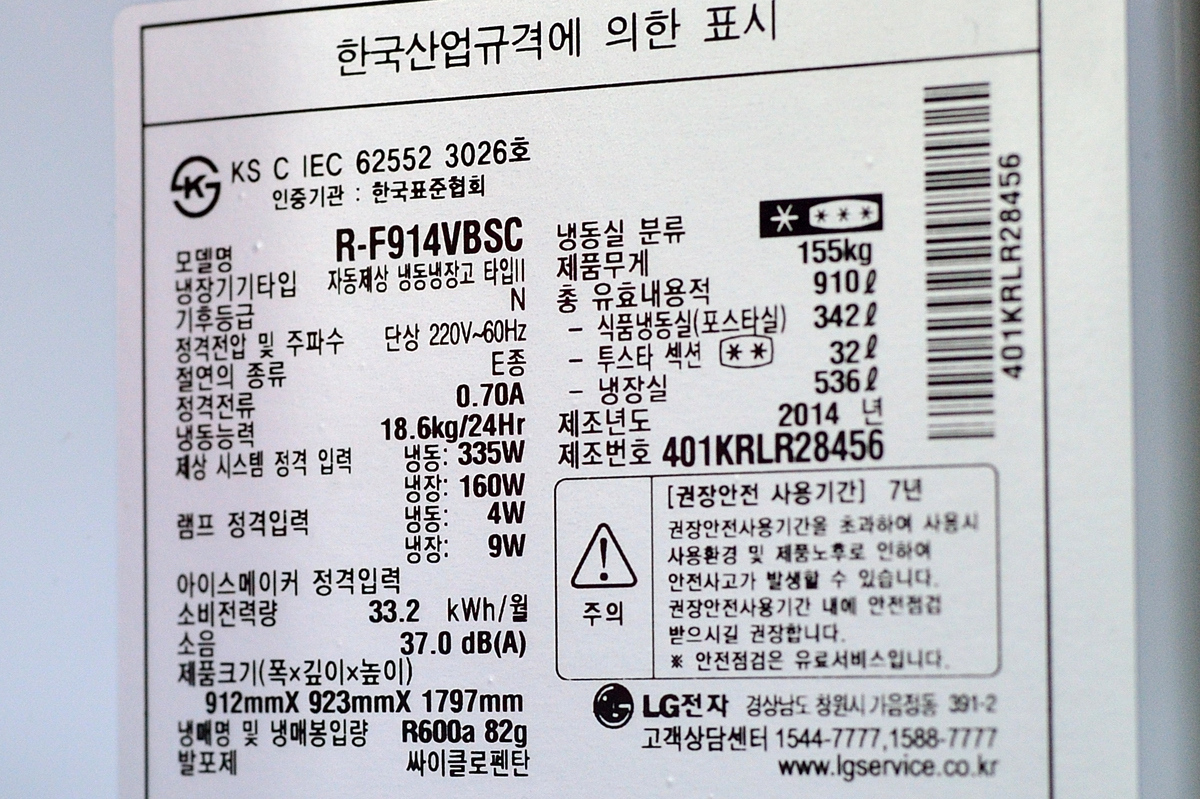 한국산업규격에 의한 표시
KS C IEC 62552 3026호
인증기관 : 한국표준협회
모델명 R-F914VBSC
냉장기기타입 자동제상 냉동냉장고 타입II
기후등급 N
정격전압 및 주파수 단상 220V~60Hz
절연의 종류 E종
정격전류 0.70A
냉동능력 18.6kg/24Hr
제상 시스템 정격 입력 냉동: 335W
냉장: 160W
램프 정격입력 냉동: 4W
냉장: 9W
아이스메이커 정격입력
소비전력량 33.2 kWh/월
소음 37.0 dB(A)
제품크기(폭×깊이×높이)
912mmX 923mmX 1797mm
냉매명 및 냉매봉입량 R600a 82g
발포제 싸이클로펜탄
냉동실 분류
제품무게 155kg
총 유효내용적 910ℓ
- 식품냉동실(포스타실) 342ℓ
- 투스타 섹션 32ℓ
- 냉장실 536ℓ
제조년도 2014 년
제조번호 401KRLR28456
주의
[권장안전 사용기간] 7년
권장안전사용기간을 초과하여 사용시
사용환경 및 제품노후로 인하여
안전사고가 발생할 수 있습니다.
권장안전사용기간 내에 안전점검
받으시길 권장합니다.
※ 안전점검은 유료서비스입니다.
LG전자 경상남도 창원시 가음정동 391-2
고객상담센터 1544-7777,1588-7777
www.lgservice.co.kr
401KRLR28456